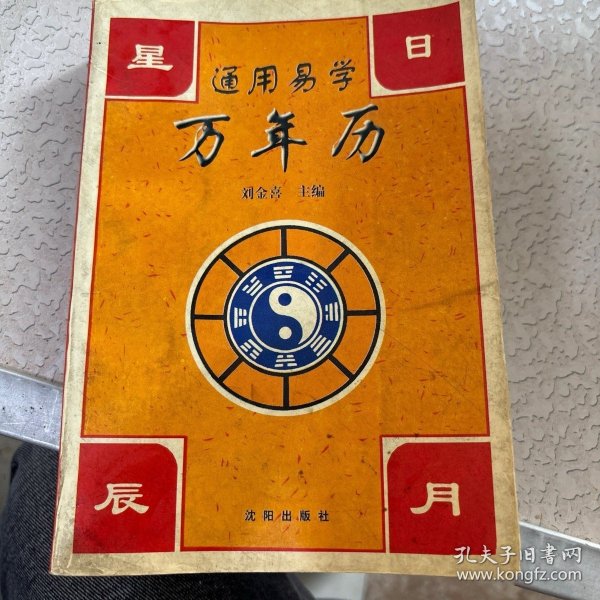 星 日
通用易学
万年历
刘金喜 主编
沈阳出版社
辰 月
孔夫子旧书网
www.kongfz.com